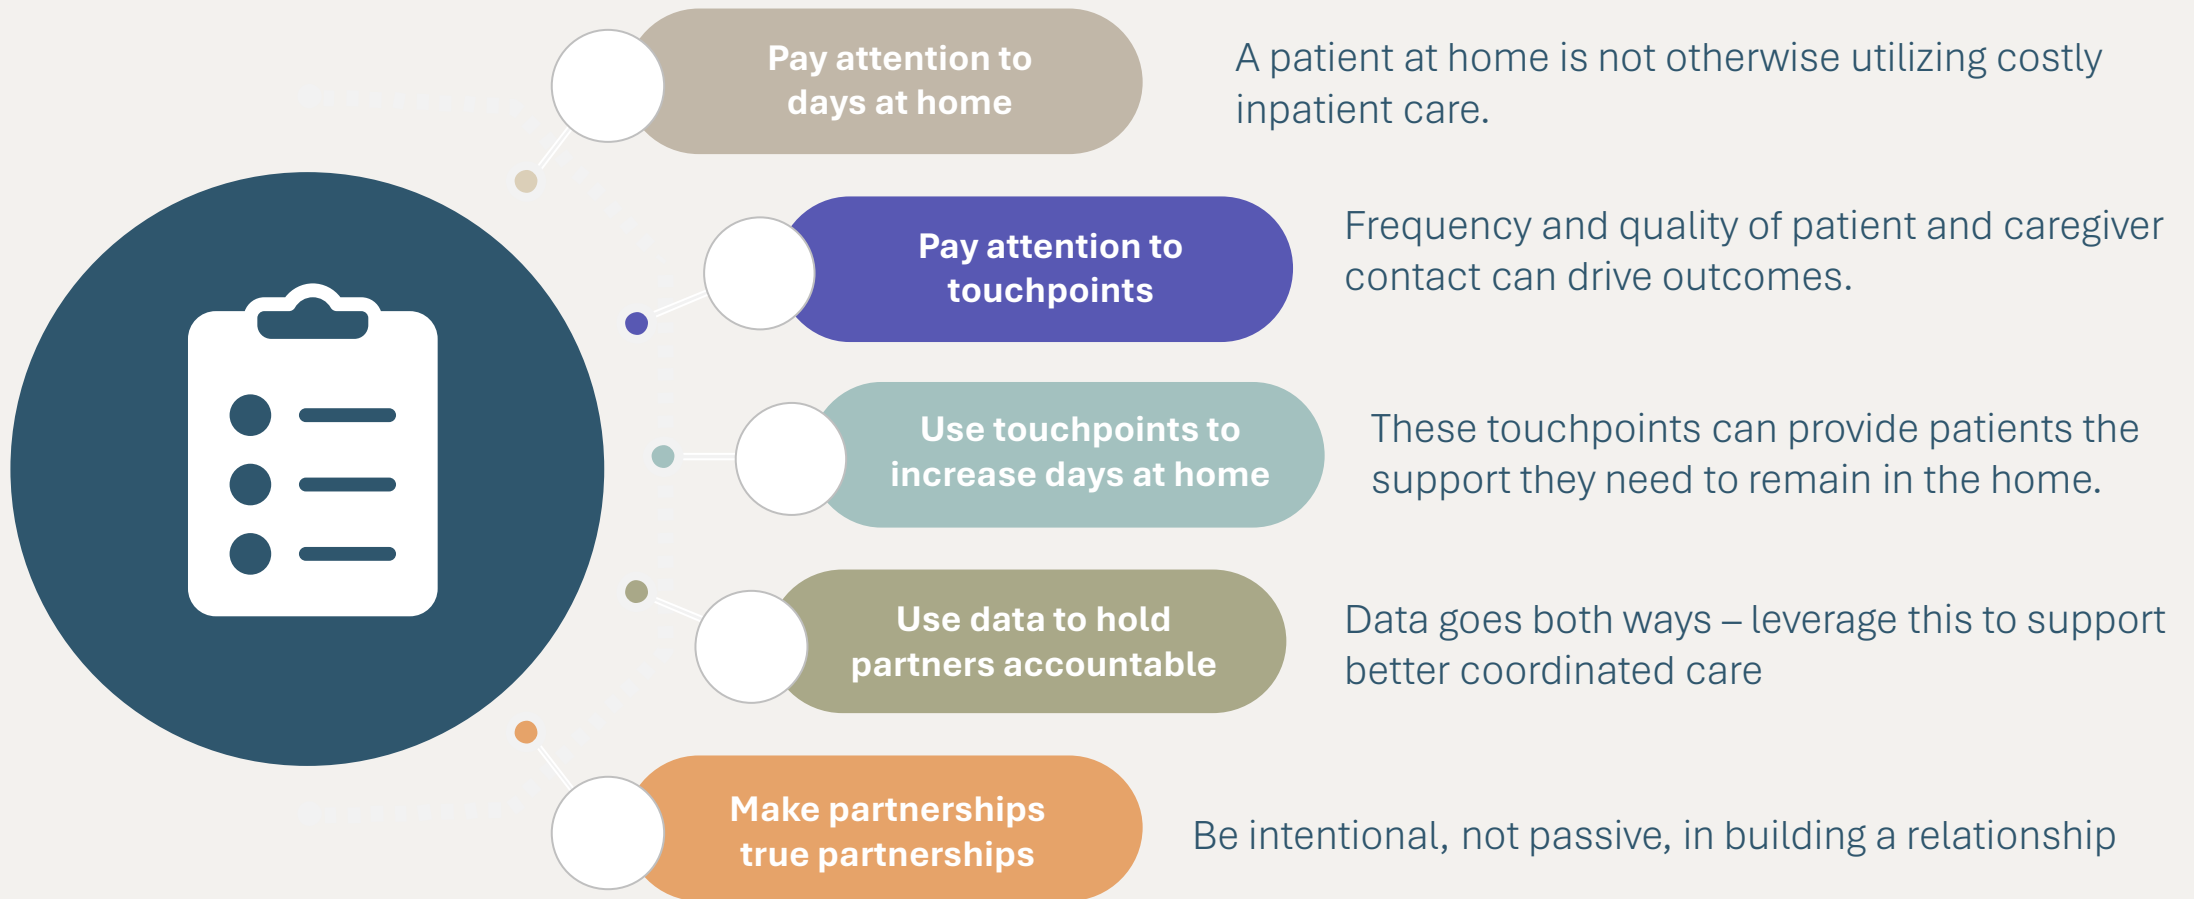 Pay attention to
days at home
A patient at home is not otherwise utilizing costly
inpatient care.
Pay attention to
touchpoints
Frequency and quality of patient and caregiver
contact can drive outcomes.
Use touchpoints to
increase days at home
These touchpoints can provide patients the
support they need to remain in the home.
Use data to hold
partners accountable
Data goes both ways – leverage this to support
better coordinated care
Make partnerships
true partnerships
Be intentional, not passive, in building a relationship